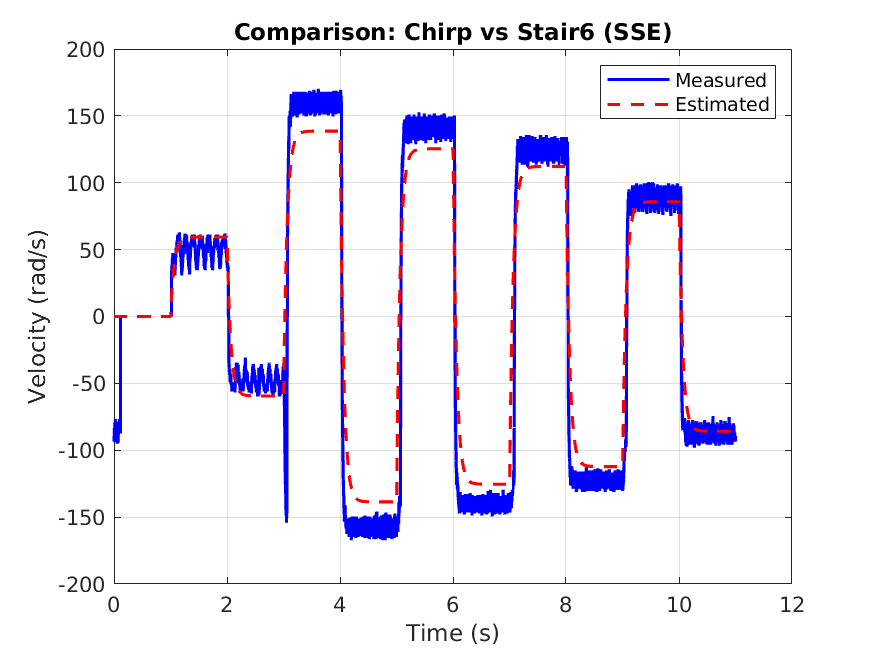 Comparison: Chirp vs Stair6 (SSE)
Measured
Estimated
Velocity (rad/s)
200
150
100
50
0
-50
-100
-150
-200
0 2 4 6 8 10 12
Time (s)